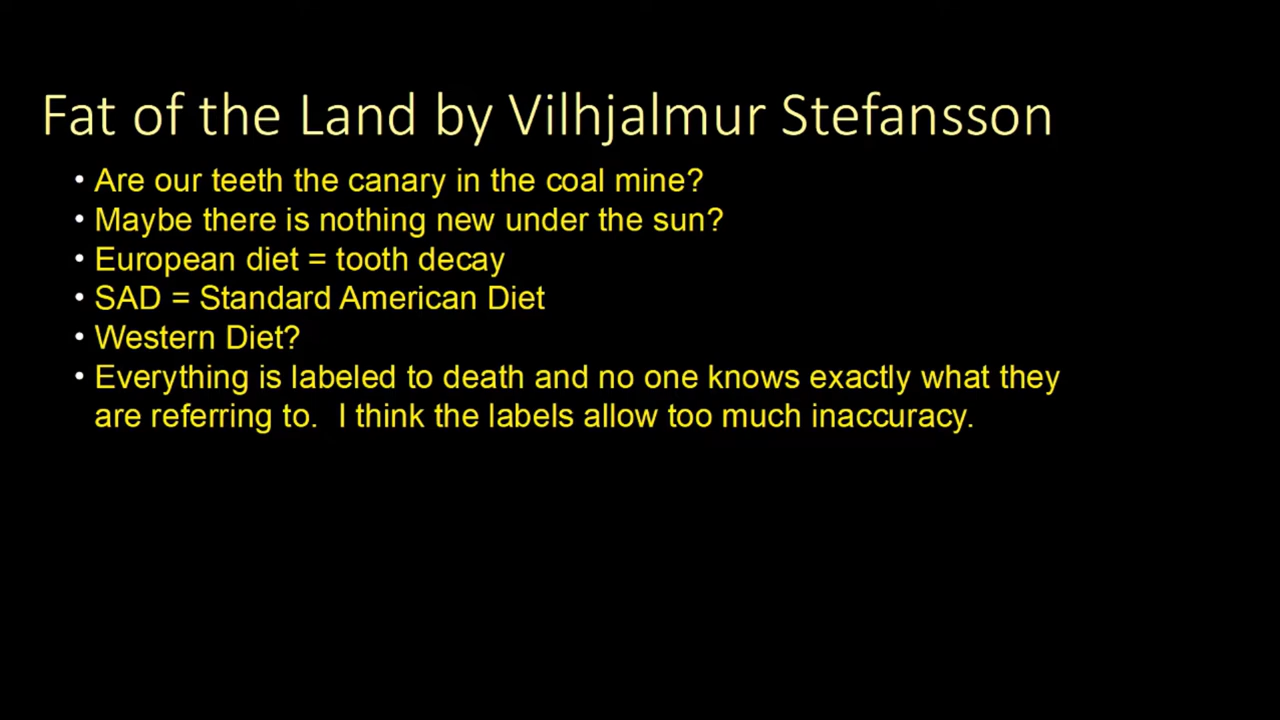 Fat of the Land by Vilhjalmur Stefansson
• Are our teeth the canary in the coal mine?
• Maybe there is nothing new under the sun?
• European diet = tooth decay
• SAD = Standard American Diet
• Western Diet?
• Everything is labeled to death and no one knows exactly what they
are referring to.  I think the labels allow too much inaccuracy.